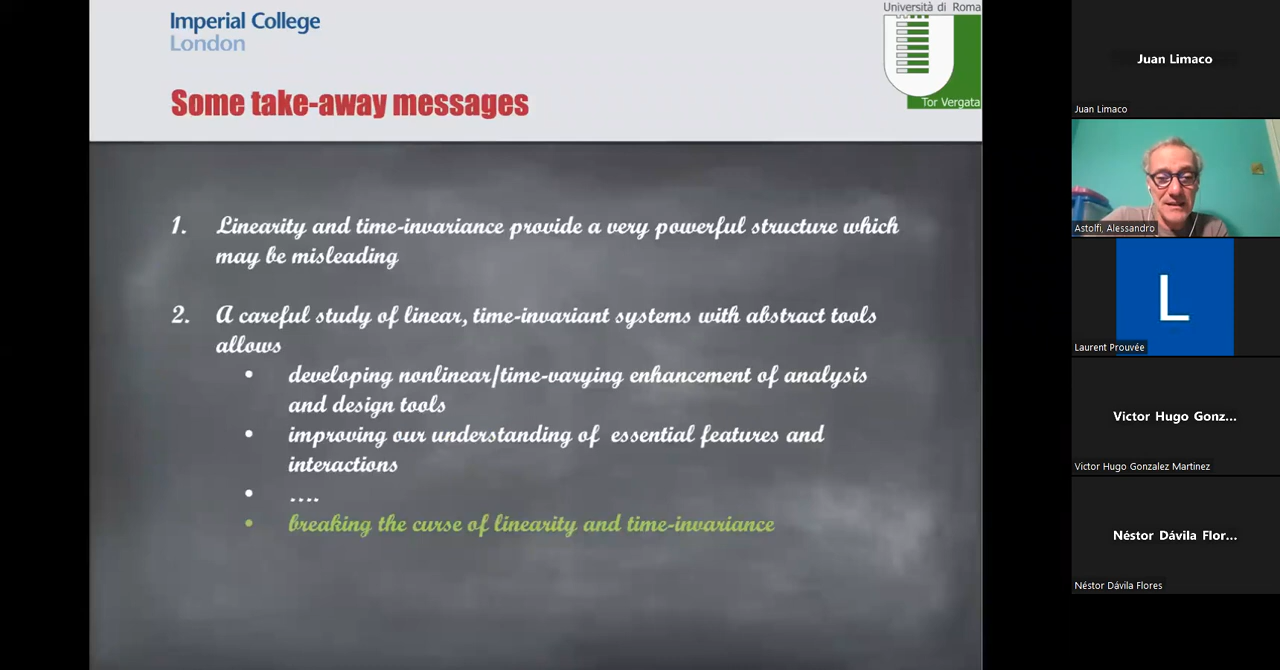 Imperial College
London
Università di Roma
Tor Vergata
Some take-away messages
1. Linearity and time-invariance provide a very powerful structure which
may be misleading
2. A careful study of linear, time-invariant systems with abstract tools
allows
• developing nonlinear/time-varying enhancement of analysis
and design tools
• improving our understanding of essential features and
interactions
• ....
• breaking the curse of linearity and time-invariance
Juan Limaco
Juan Limaco
Astolfi, Alessandro
L
Laurent Prouvée
Victor Hugo Gonz...
Victor Hugo Gonzalez Martinez
Néstor Dávila Flor...
Néstor Dávila Flores